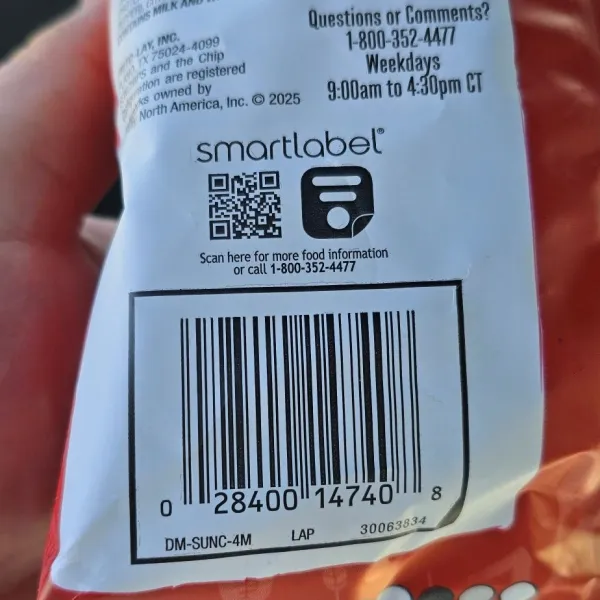 MILK AND
LAY, INC.
TX 75024-4099
and the Chip
are registered
owned by
North America, Inc. © 2025
Questions or Comments?
1-800-352-4477
Weekdays
9:00am to 4:30pm CT
smartlabel®
Scan here for more food information
or call 1-800-352-4477
0 28400 14740 8
DM-SUNC-4M LAP 30063834